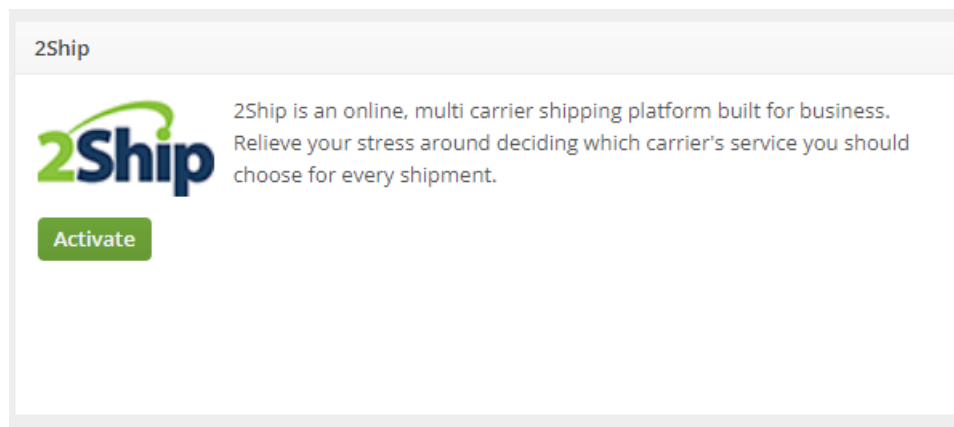 2Ship
2Ship
2Ship is an online, multi carrier shipping platform built for business.
Relieve your stress around deciding which carrier's service you should
choose for every shipment.
Activate